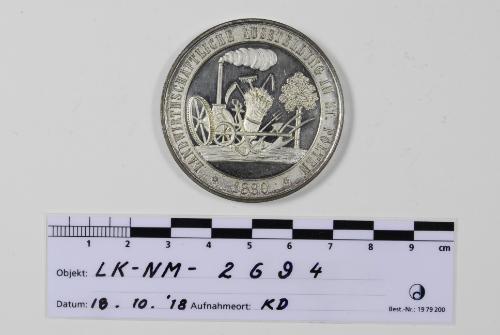 LANDWIRTHSCHAFTLICHE AUSSTELLUNG IN ST. PÖLTEN
* 1880 *
1 2 3 4 5 6 7 8 9 cm
Objekt: LK-NM-2694
Datum: 18.10.'18 Aufnahmeort: KD
Best.-Nr.: 19 79 200